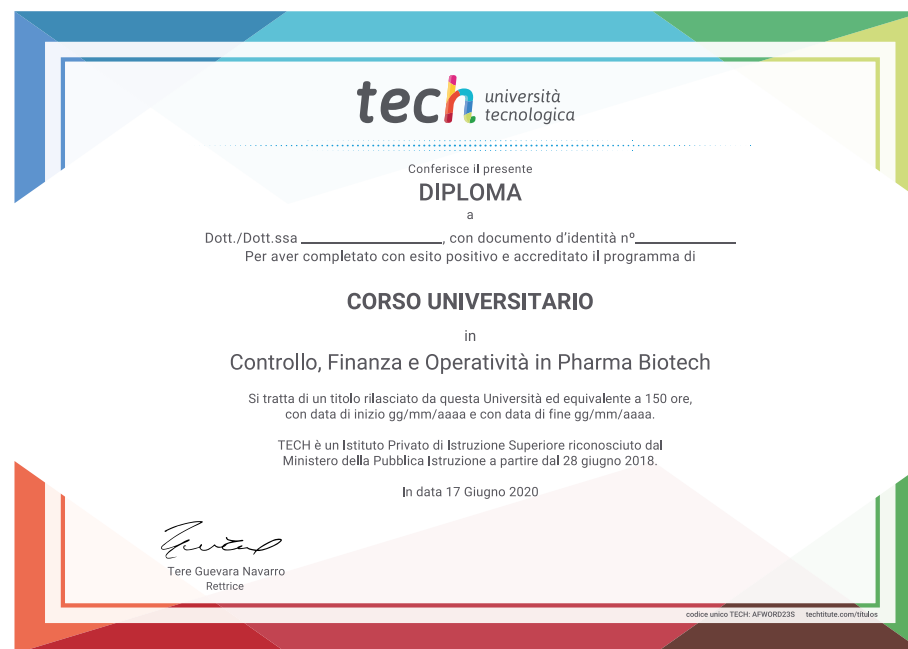 tech università
tecnologica
Conferisce il presente
DIPLOMA
a
Dott./Dott.ssa ____________________, con documento d'identità nº______________
Per aver completato con esito positivo e accreditato il programma di
CORSO UNIVERSITARIO
in
Controllo, Finanza e Operatività in Pharma Biotech
Si tratta di un titolo rilasciato da questa Università ed equivalente a 150 ore,
con data di inizio gg/mm/aaaa e con data di fine gg/mm/aaaa.
TECH è un Istituto Privato di Istruzione Superiore riconosciuto dal
Ministero della Pubblica Istruzione a partire dal 28 giugno 2018.
In data 17 Giugno 2020
Tere Guevara Navarro
Rettrice
codice unico TECH: AFWORD23S techtitute.com/titulos